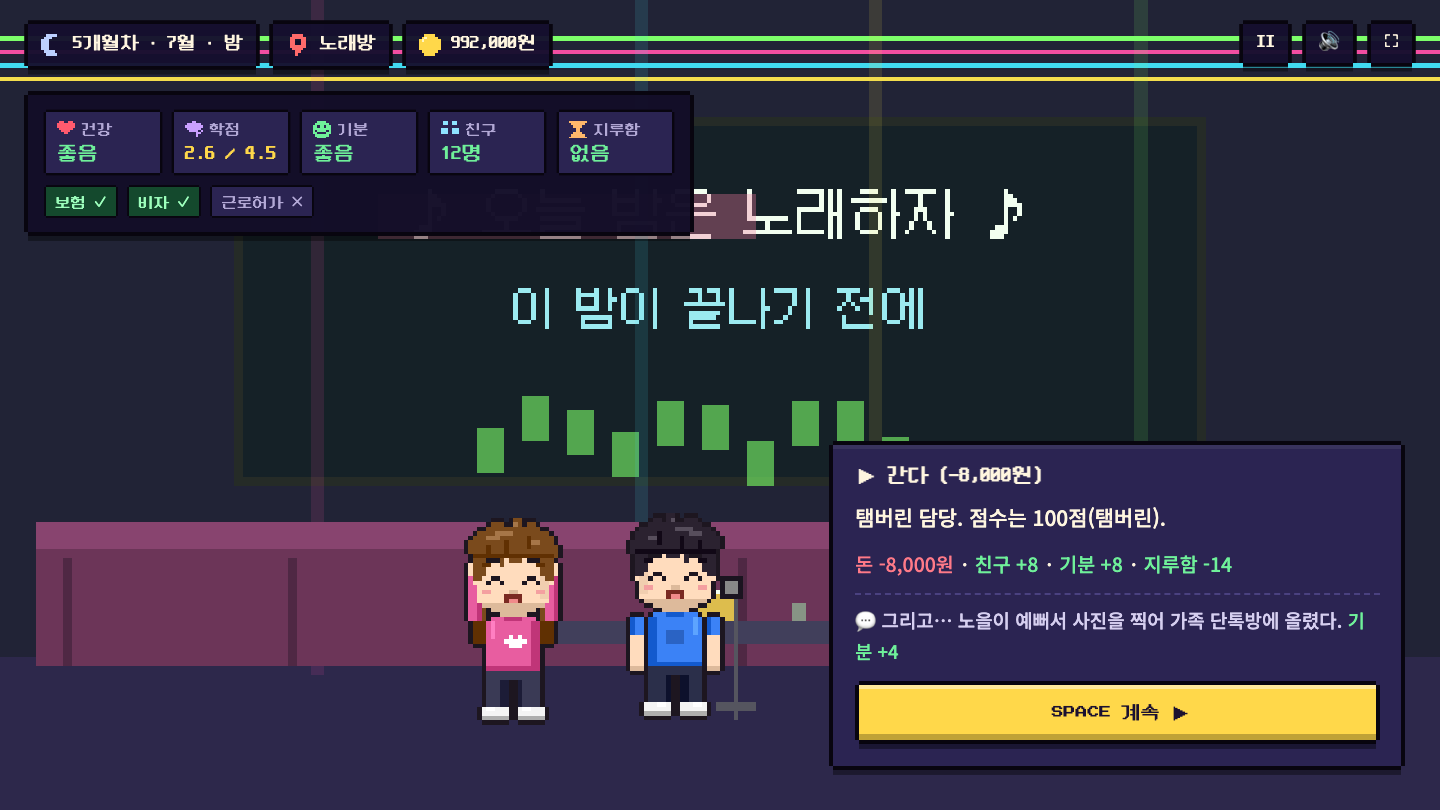 5개월차 · 7월 · 밤
노래방
992,000원
II
건강
좋음
학점
2.6 / 4.5
기분
좋음
친구
12명
지루함
없음
보험 ✓
비자 ✓
근로허가 ✕
♪ 오늘 밤은 노래하자 ♪
이 밤이 끝나기 전에
▶ 간다 (-8,000원)
탬버린 담당. 점수는 100점(탬버린).
돈 -8,000원 · 친구 +8 · 기분 +8 · 지루함 -14
💬 그리고… 노을이 예뻐서 사진을 찍어 가족 단톡방에 올렸다. 기
분 +4
SPACE 계속 ▶